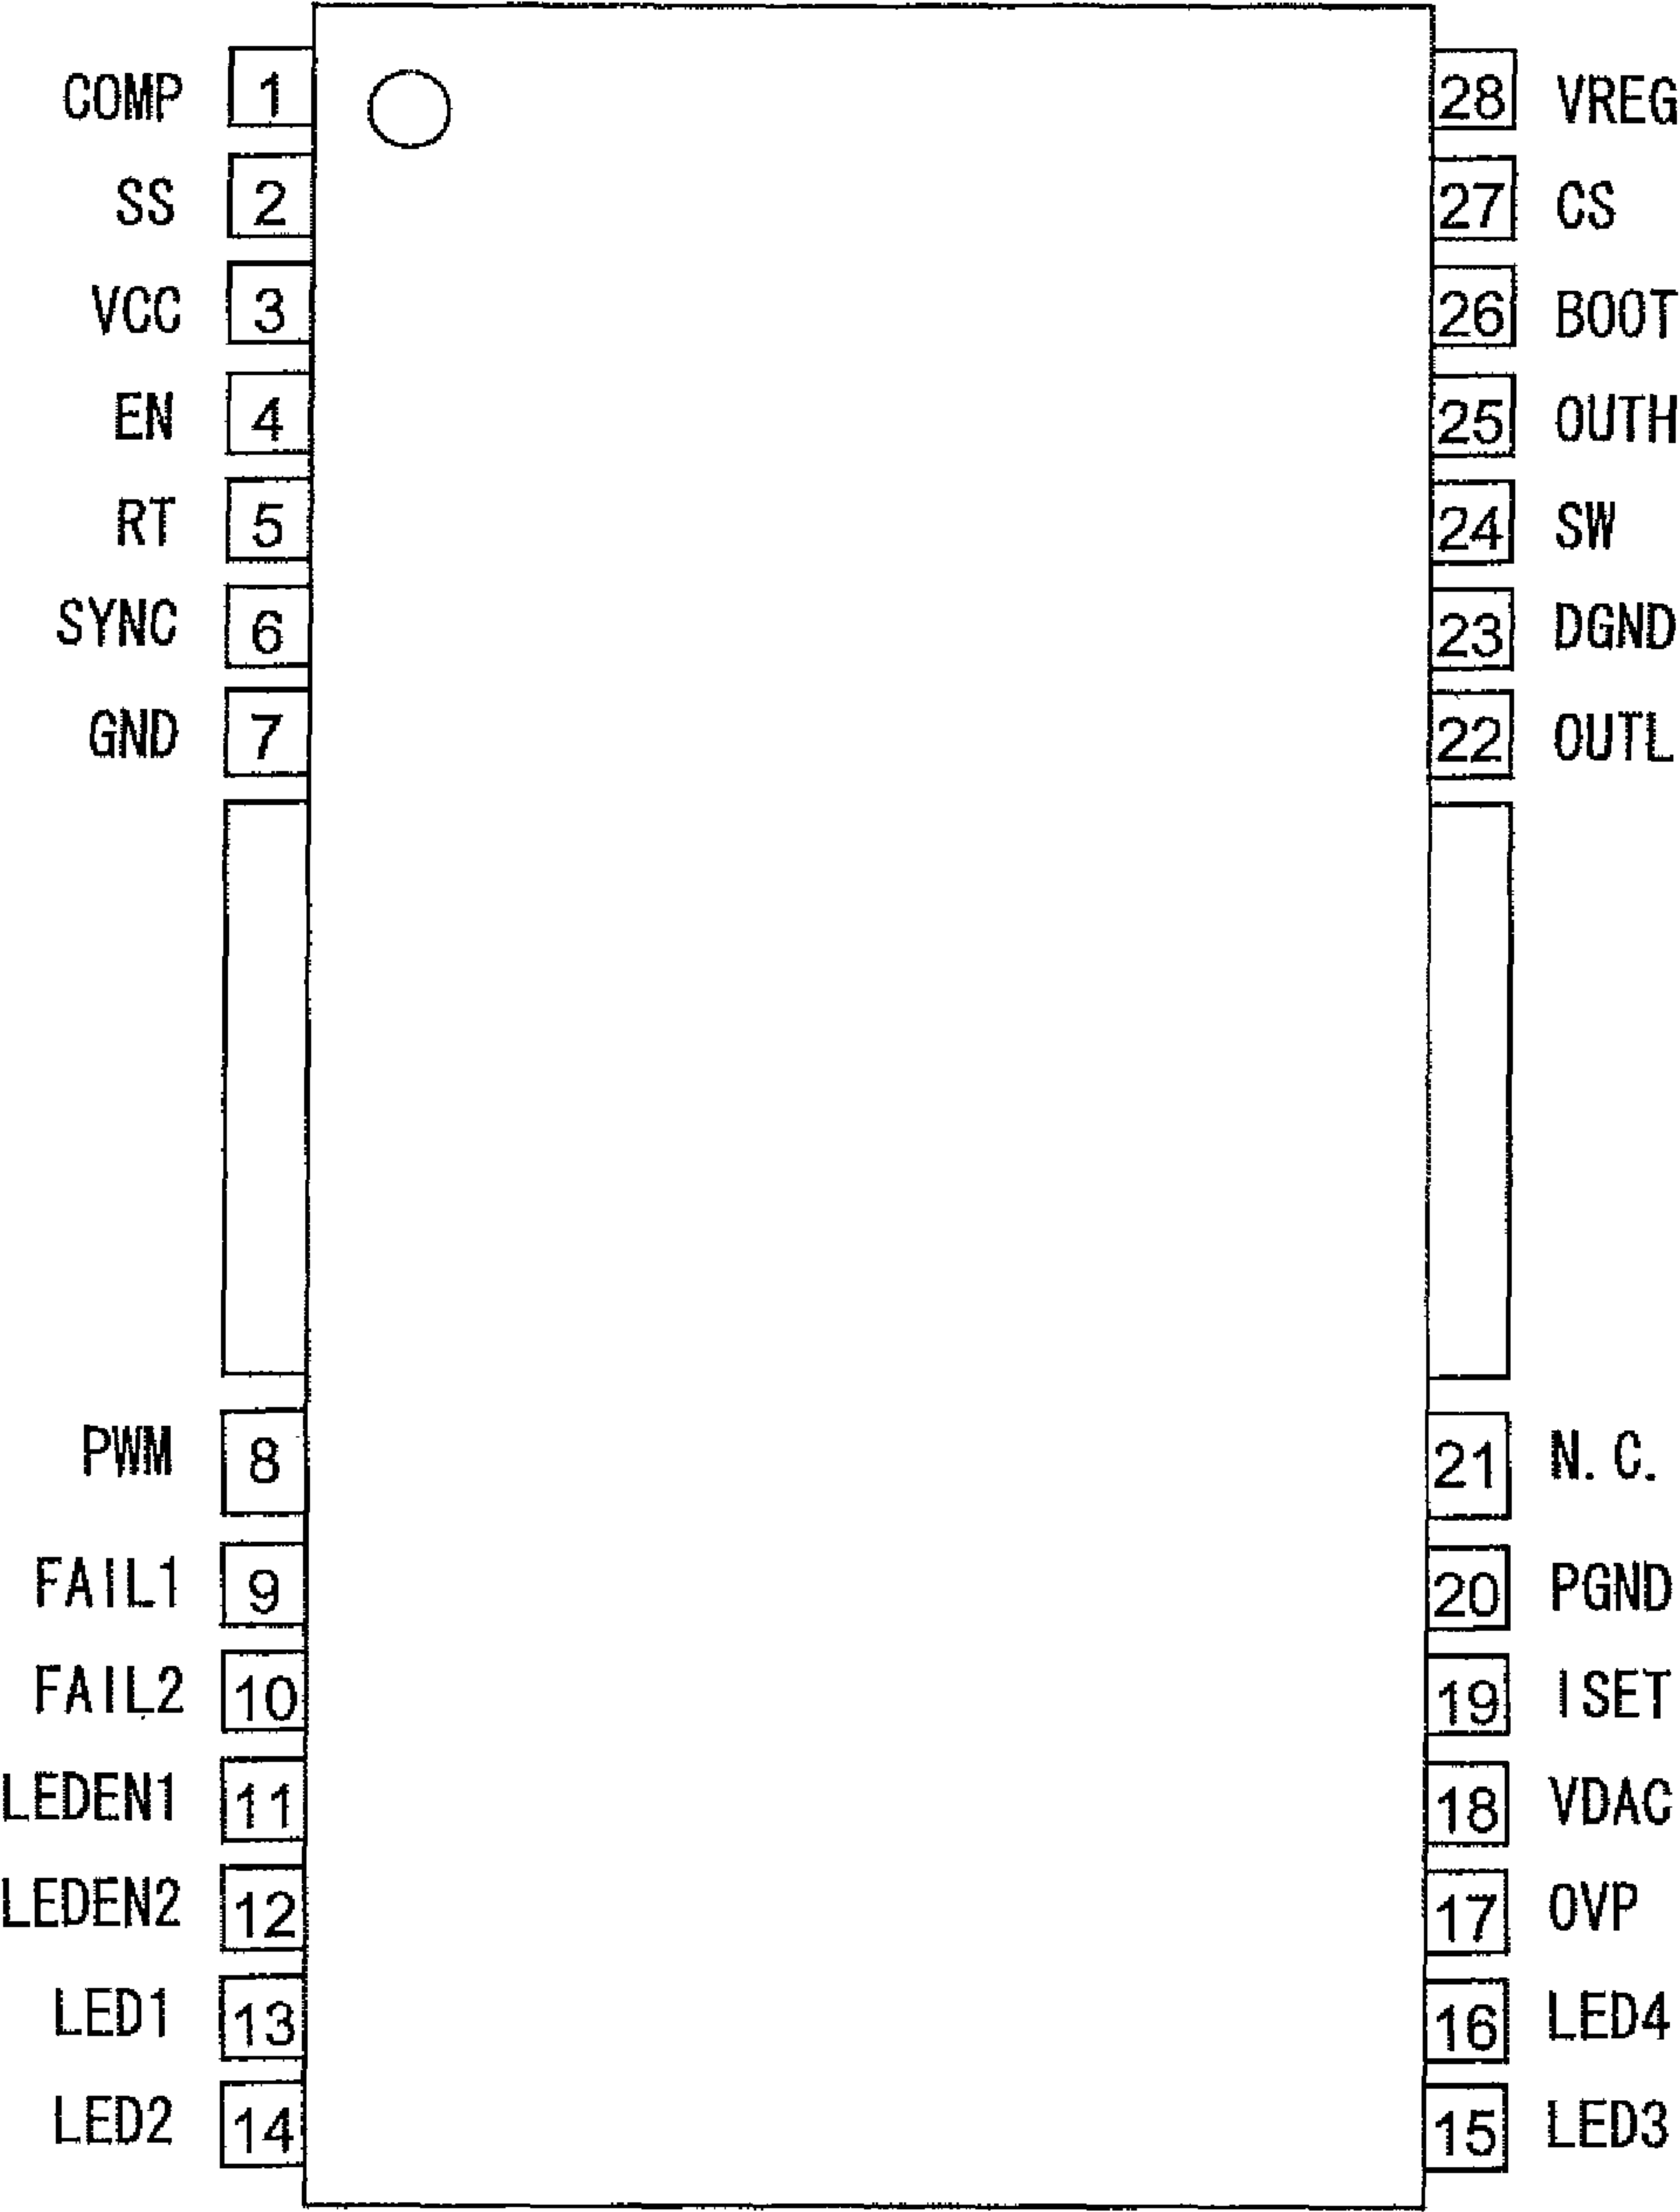 COMP 1 28 VREG
SS 2 27 CS
VCC 3 26 BOOT
EN 4 25 OUTH
RT 5 24 SW
SYNC 6 23 DGND
GND 7 22 OUTL
PWM 8 21 N.C.
FAIL1 9 20 PGND
FAIL2 10 19 ISET
LEDEN1 11 18 VDAC
LEDEN2 12 17 OVP
LED1 13 16 LED4
LED2 14 15 LED3